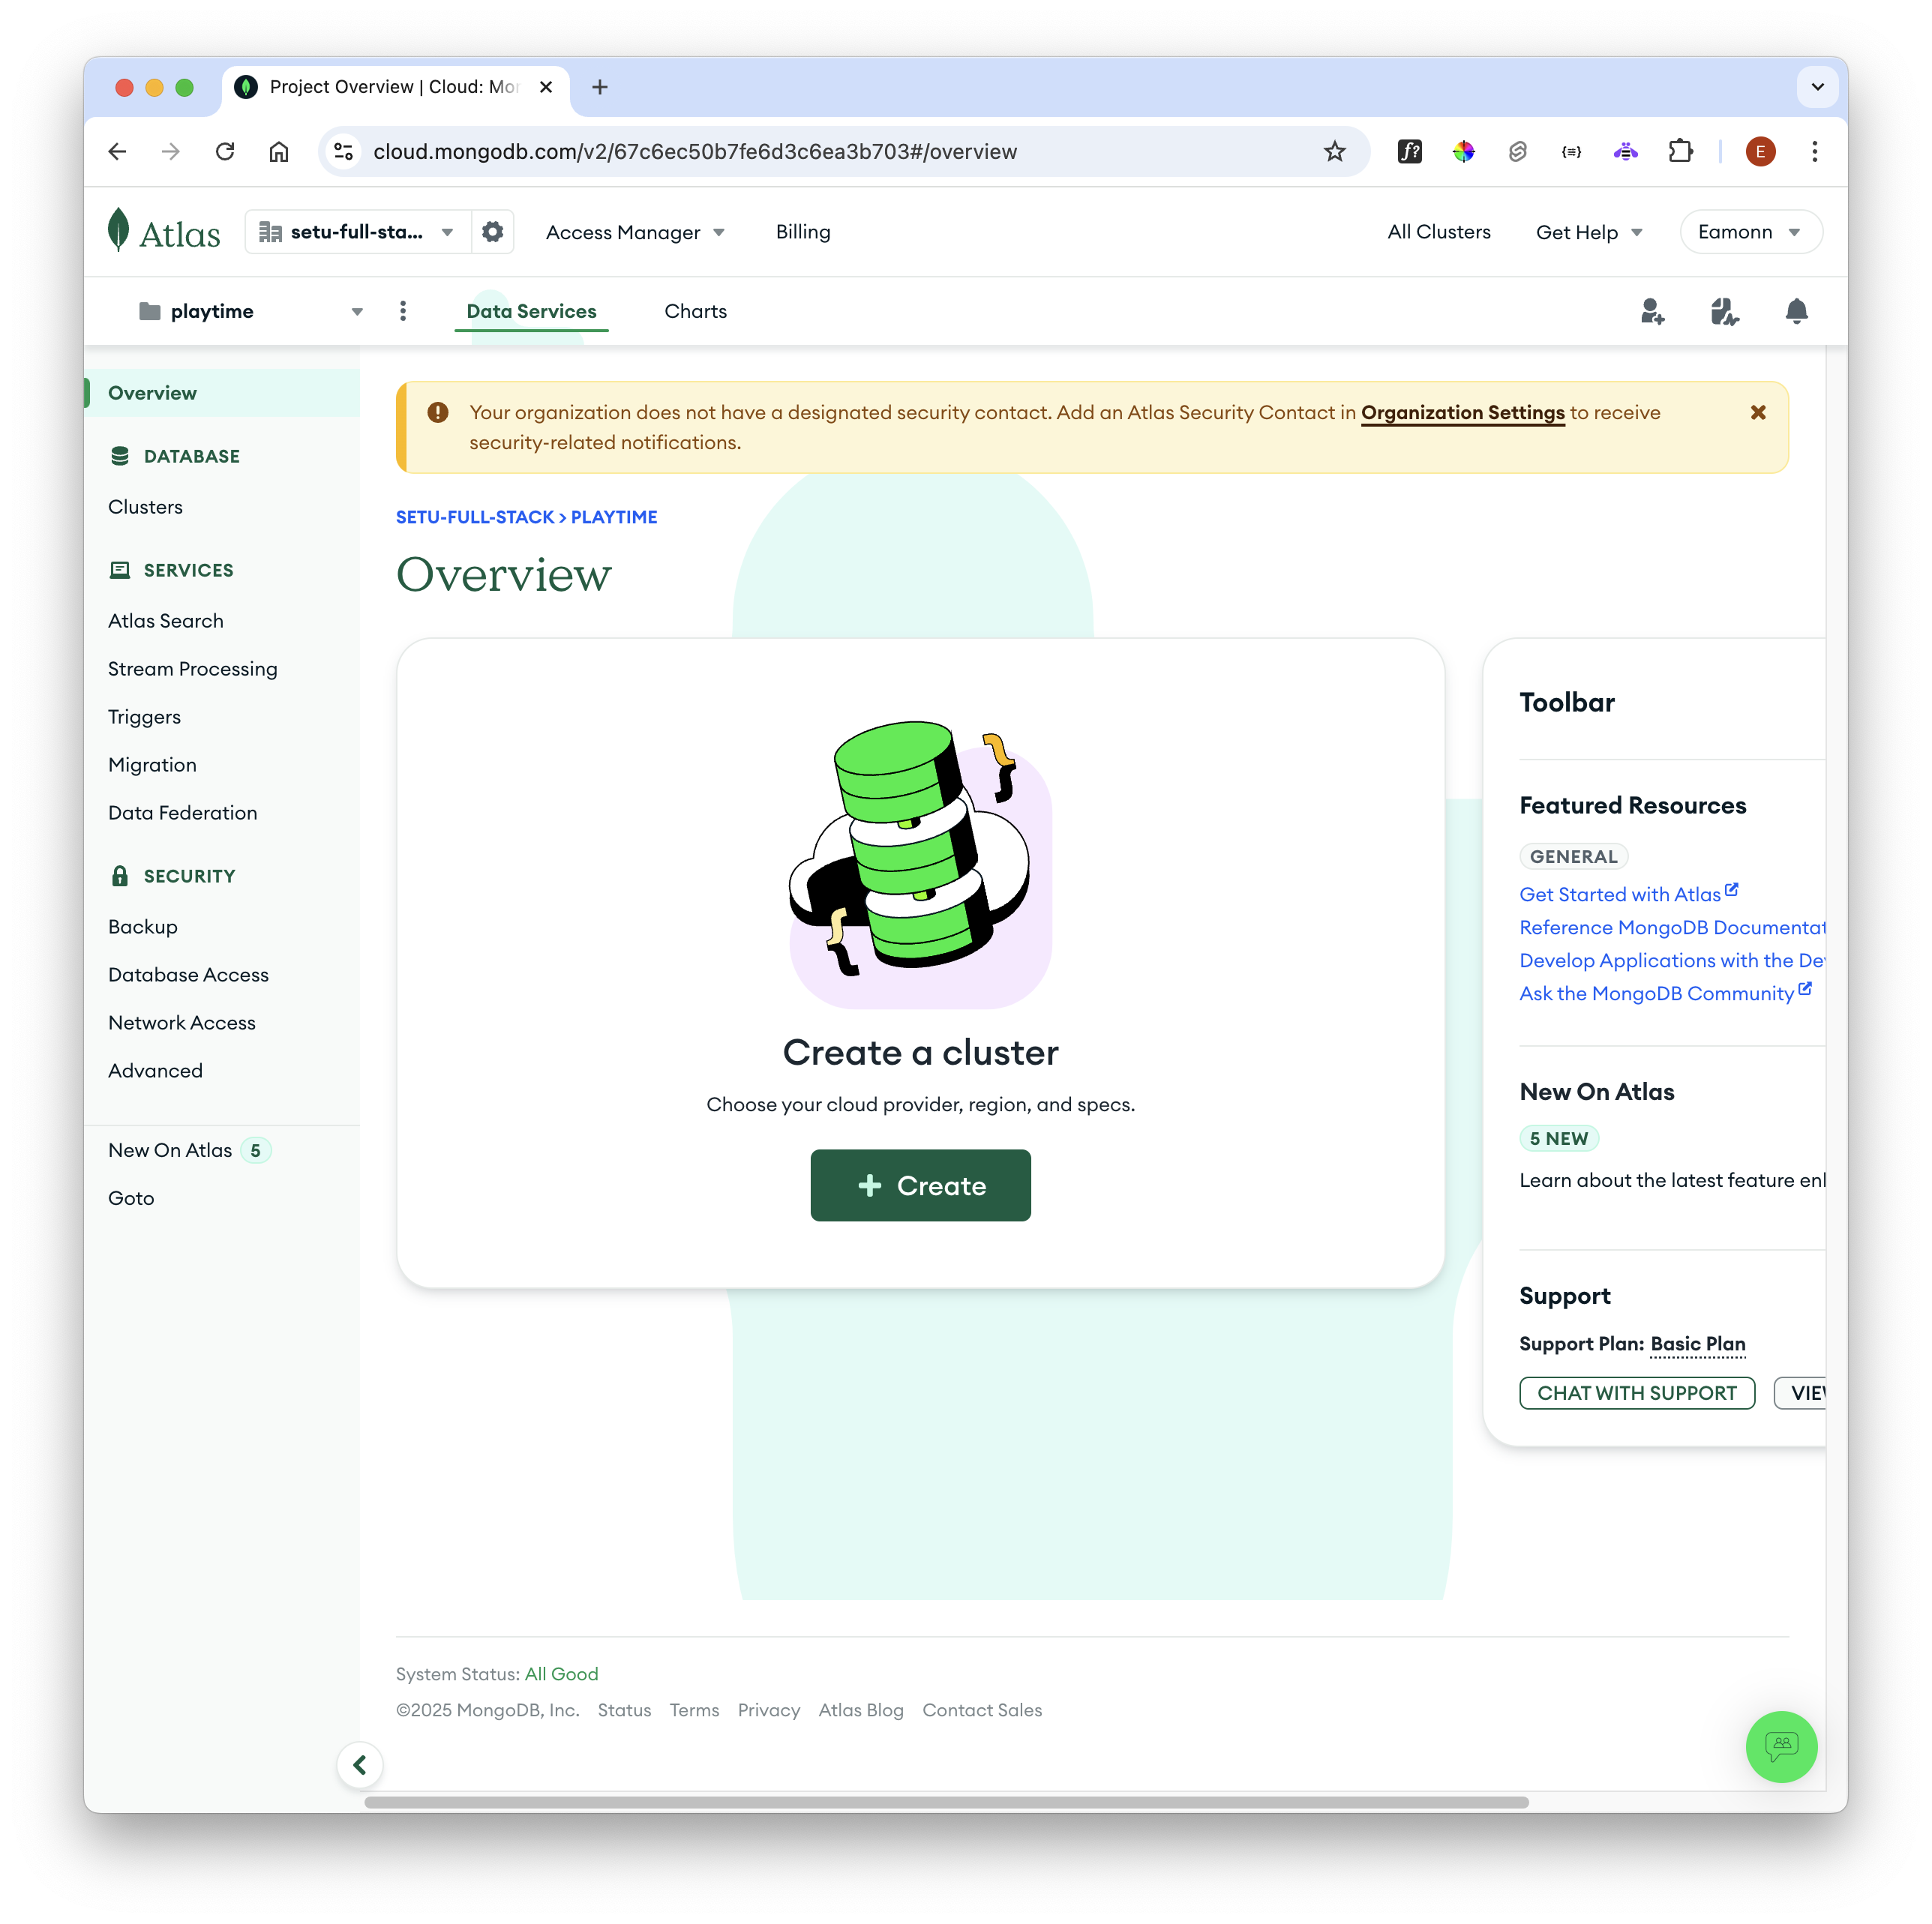 Project Overview | Cloud: Mo
cloud.mongodb.com/v2/67c6ec50b7fe6d3c6ea3b703#/overview
E
Atlas
setu-full-sta...
Access Manager
Billing
All Clusters
Get Help
Eamonn
playtime
Data Services
Charts
Overview
DATABASE
Clusters
SERVICES
Atlas Search
Stream Processing
Triggers
Migration
Data Federation
SECURITY
Backup
Database Access
Network Access
Advanced
New On Atlas 5
Goto
Your organization does not have a designated security contact. Add an Atlas Security Contact in Organization Settings to receive
security-related notifications.
SETU-FULL-STACK > PLAYTIME
Overview
Create a cluster
Choose your cloud provider, region, and specs.
+ Create
Toolbar
Featured Resources
GENERAL
Get Started with Atlas
Reference MongoDB Documentat
Develop Applications with the De
Ask the MongoDB Community
New On Atlas
5 NEW
Learn about the latest feature en
Support
Support Plan: Basic Plan
CHAT WITH SUPPORT
VIE
System Status: All Good
©2025 MongoDB, Inc. Status Terms Privacy Atlas Blog Contact Sales